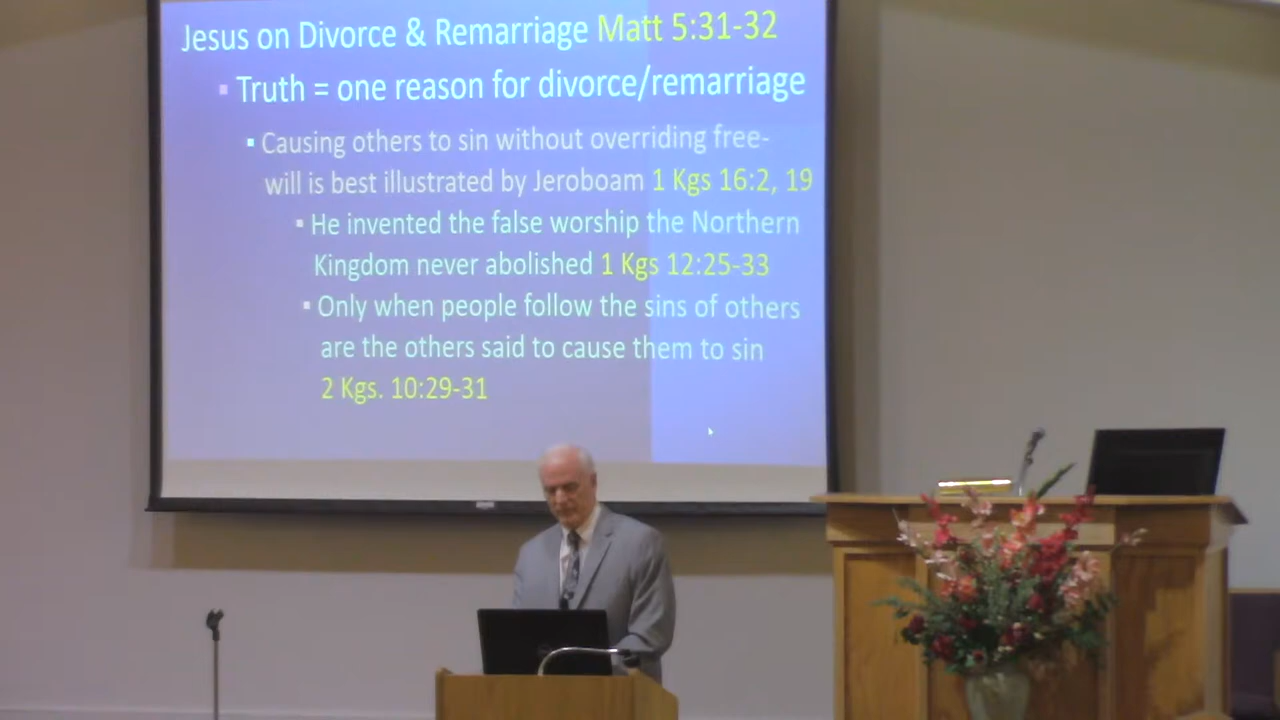 Jesus on Divorce & Remarriage Matt 5:31-32
▪ Truth = one reason for divorce/remarriage
▪ Causing others to sin without overriding free-
will is best illustrated by Jeroboam 1 Kgs 16:2, 19
▪ He invented the false worship the Northern
Kingdom never abolished 1 Kgs 12:25-33
▪ Only when people follow the sins of others
are the others said to cause them to sin
2 Kgs. 10:29-31